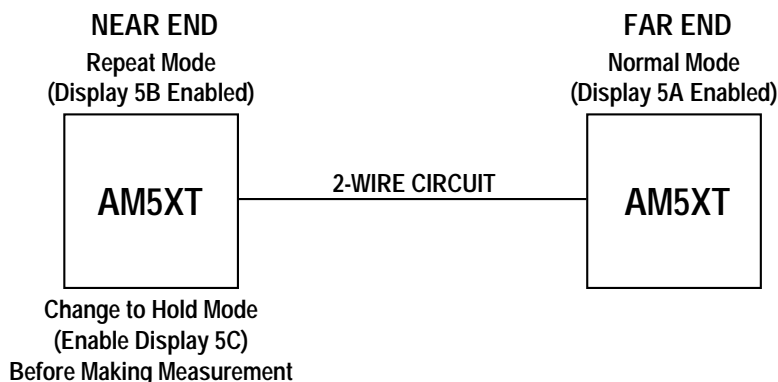 NEAR END
Repeat Mode
(Display 5B Enabled)
AM5XT
Change to Hold Mode
(Enable Display 5C)
Before Making Measurement
2-WIRE CIRCUIT
FAR END
Normal Mode
(Display 5A Enabled)
AM5XT